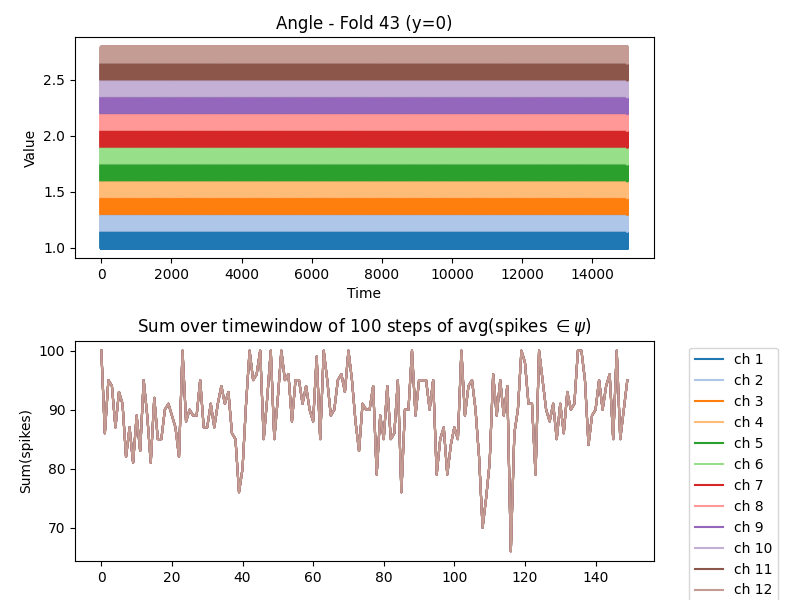 Angle - Fold 43 (y=0)
Value
2.5
2.0
1.5
1.0
0 2000 4000 6000 8000 10000 12000 14000
Time
Sum over timewindow of 100 steps of avg(spikes ∈ ψ)
Sum(spikes)
100
90
80
70
0 20 40 60 80 100 120 140
ch 1
ch 2
ch 3
ch 4
ch 5
ch 6
ch 7
ch 8
ch 9
ch 10
ch 11
ch 12